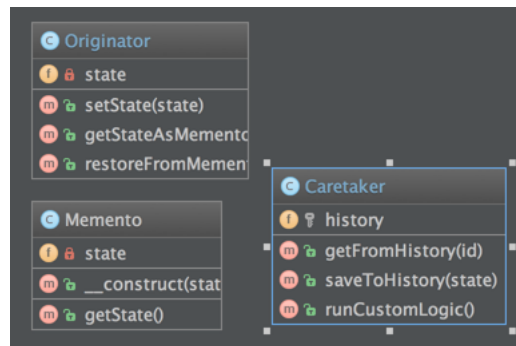 Originator
state
setState(state)
getStateAsMemento
restoreFromMemen
Memento
state
__construct(stat
getState()
Caretaker
history
getFromHistory(id)
saveToHistory(state)
runCustomLogic()